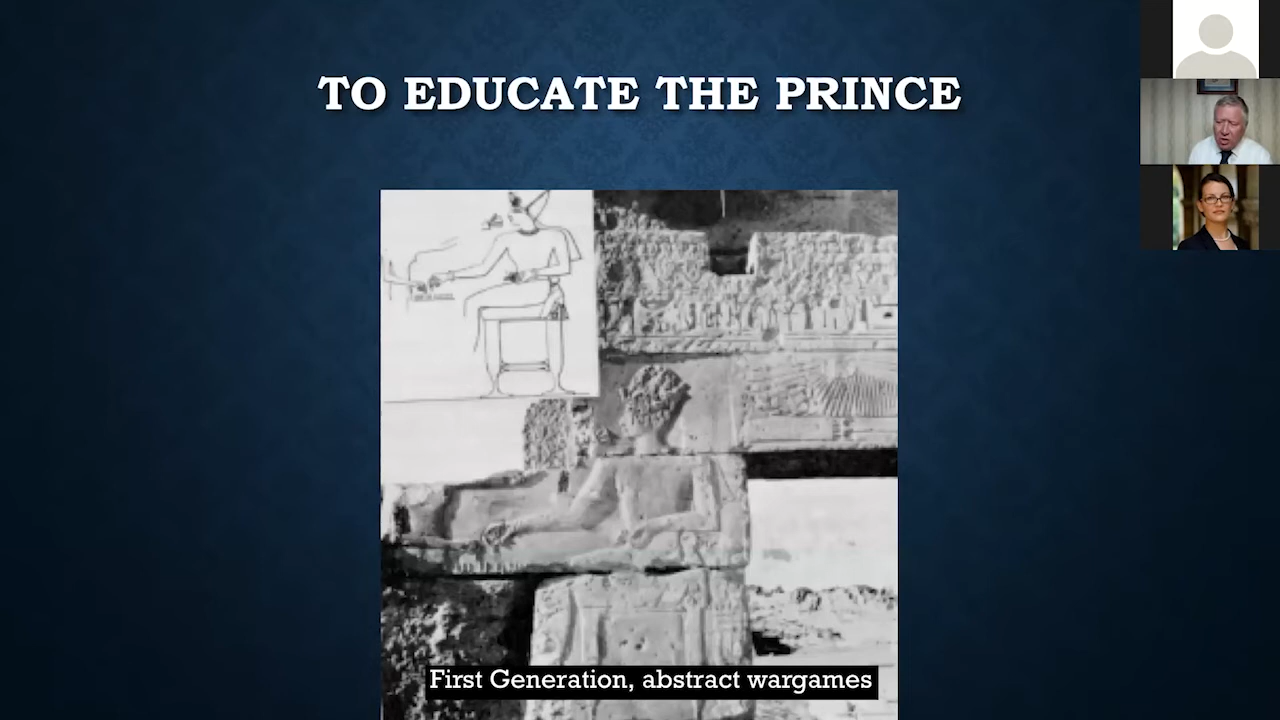 TO EDUCATE THE PRINCE
First Generation, abstract wargames